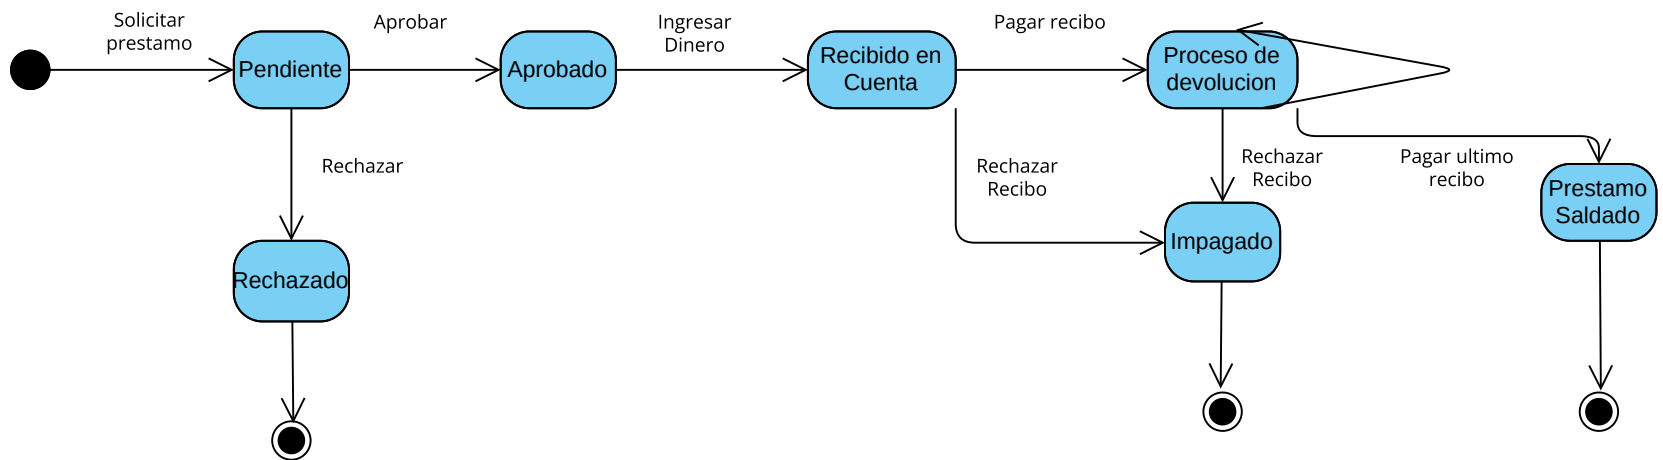 Solicitar
prestamo
Aprobar
Ingresar
Dinero
Pagar recibo
Pendiente
Aprobado
Recibido en
Cuenta
Proceso de
devolucion
Rechazar
Rechazar
Recibo
Rechazar
Recibo
Pagar ultimo
recibo
Prestamo
Saldado
Rechazado
Impagado